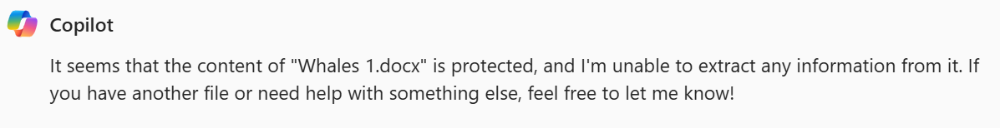 Copilot
It seems that the content of "Whales 1.docx" is protected, and I'm unable to extract any information from it. If
you have another file or need help with something else, feel free to let me know!